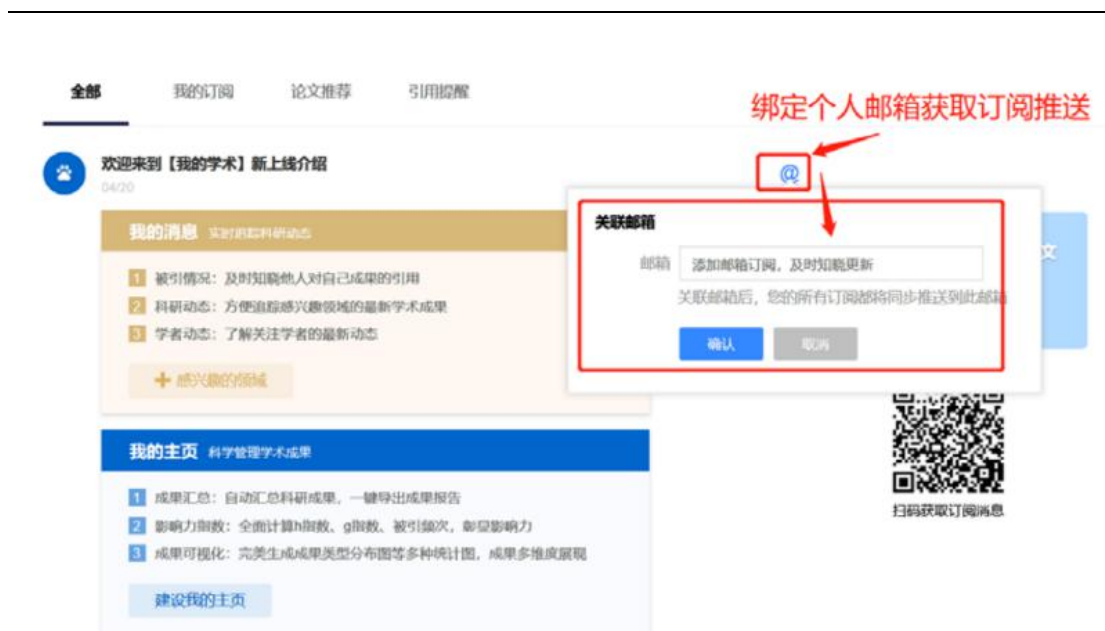 全部 我的订阅 论文推荐 引用提醒
绑定个人邮箱获取订阅推送
欢迎来到【我的学术】新上线介绍
04/20
@
我的消息 实时追踪科研动态
1 被引情况：及时知晓他人对自己成果的引用
2 科研动态：方便追踪感兴趣领域的最新学术成果
3 学者动态：了解关注学者的最新动态
+ 感兴趣的领域
关联邮箱
邮箱 添加邮箱订阅，及时知晓更新
关联邮箱后，您的所有订阅都将同步推送到此邮箱
确认 取消
文
扫码获取订阅消息
我的主页 科学管理学术成果
1 成果汇总：自动汇总科研成果，一键导出成果报告
2 影响力指数：全面计算h指数、g指数、被引频次，彰显影响力
3 成果可视化：完美生成成果类型分布图等多种统计图，成果多维度展现
建设我的主页